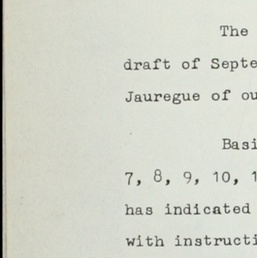 The
draft of Septe
Jauregue of ou
Basi
7, 8, 9, 10, 1
has indicated
with instructi